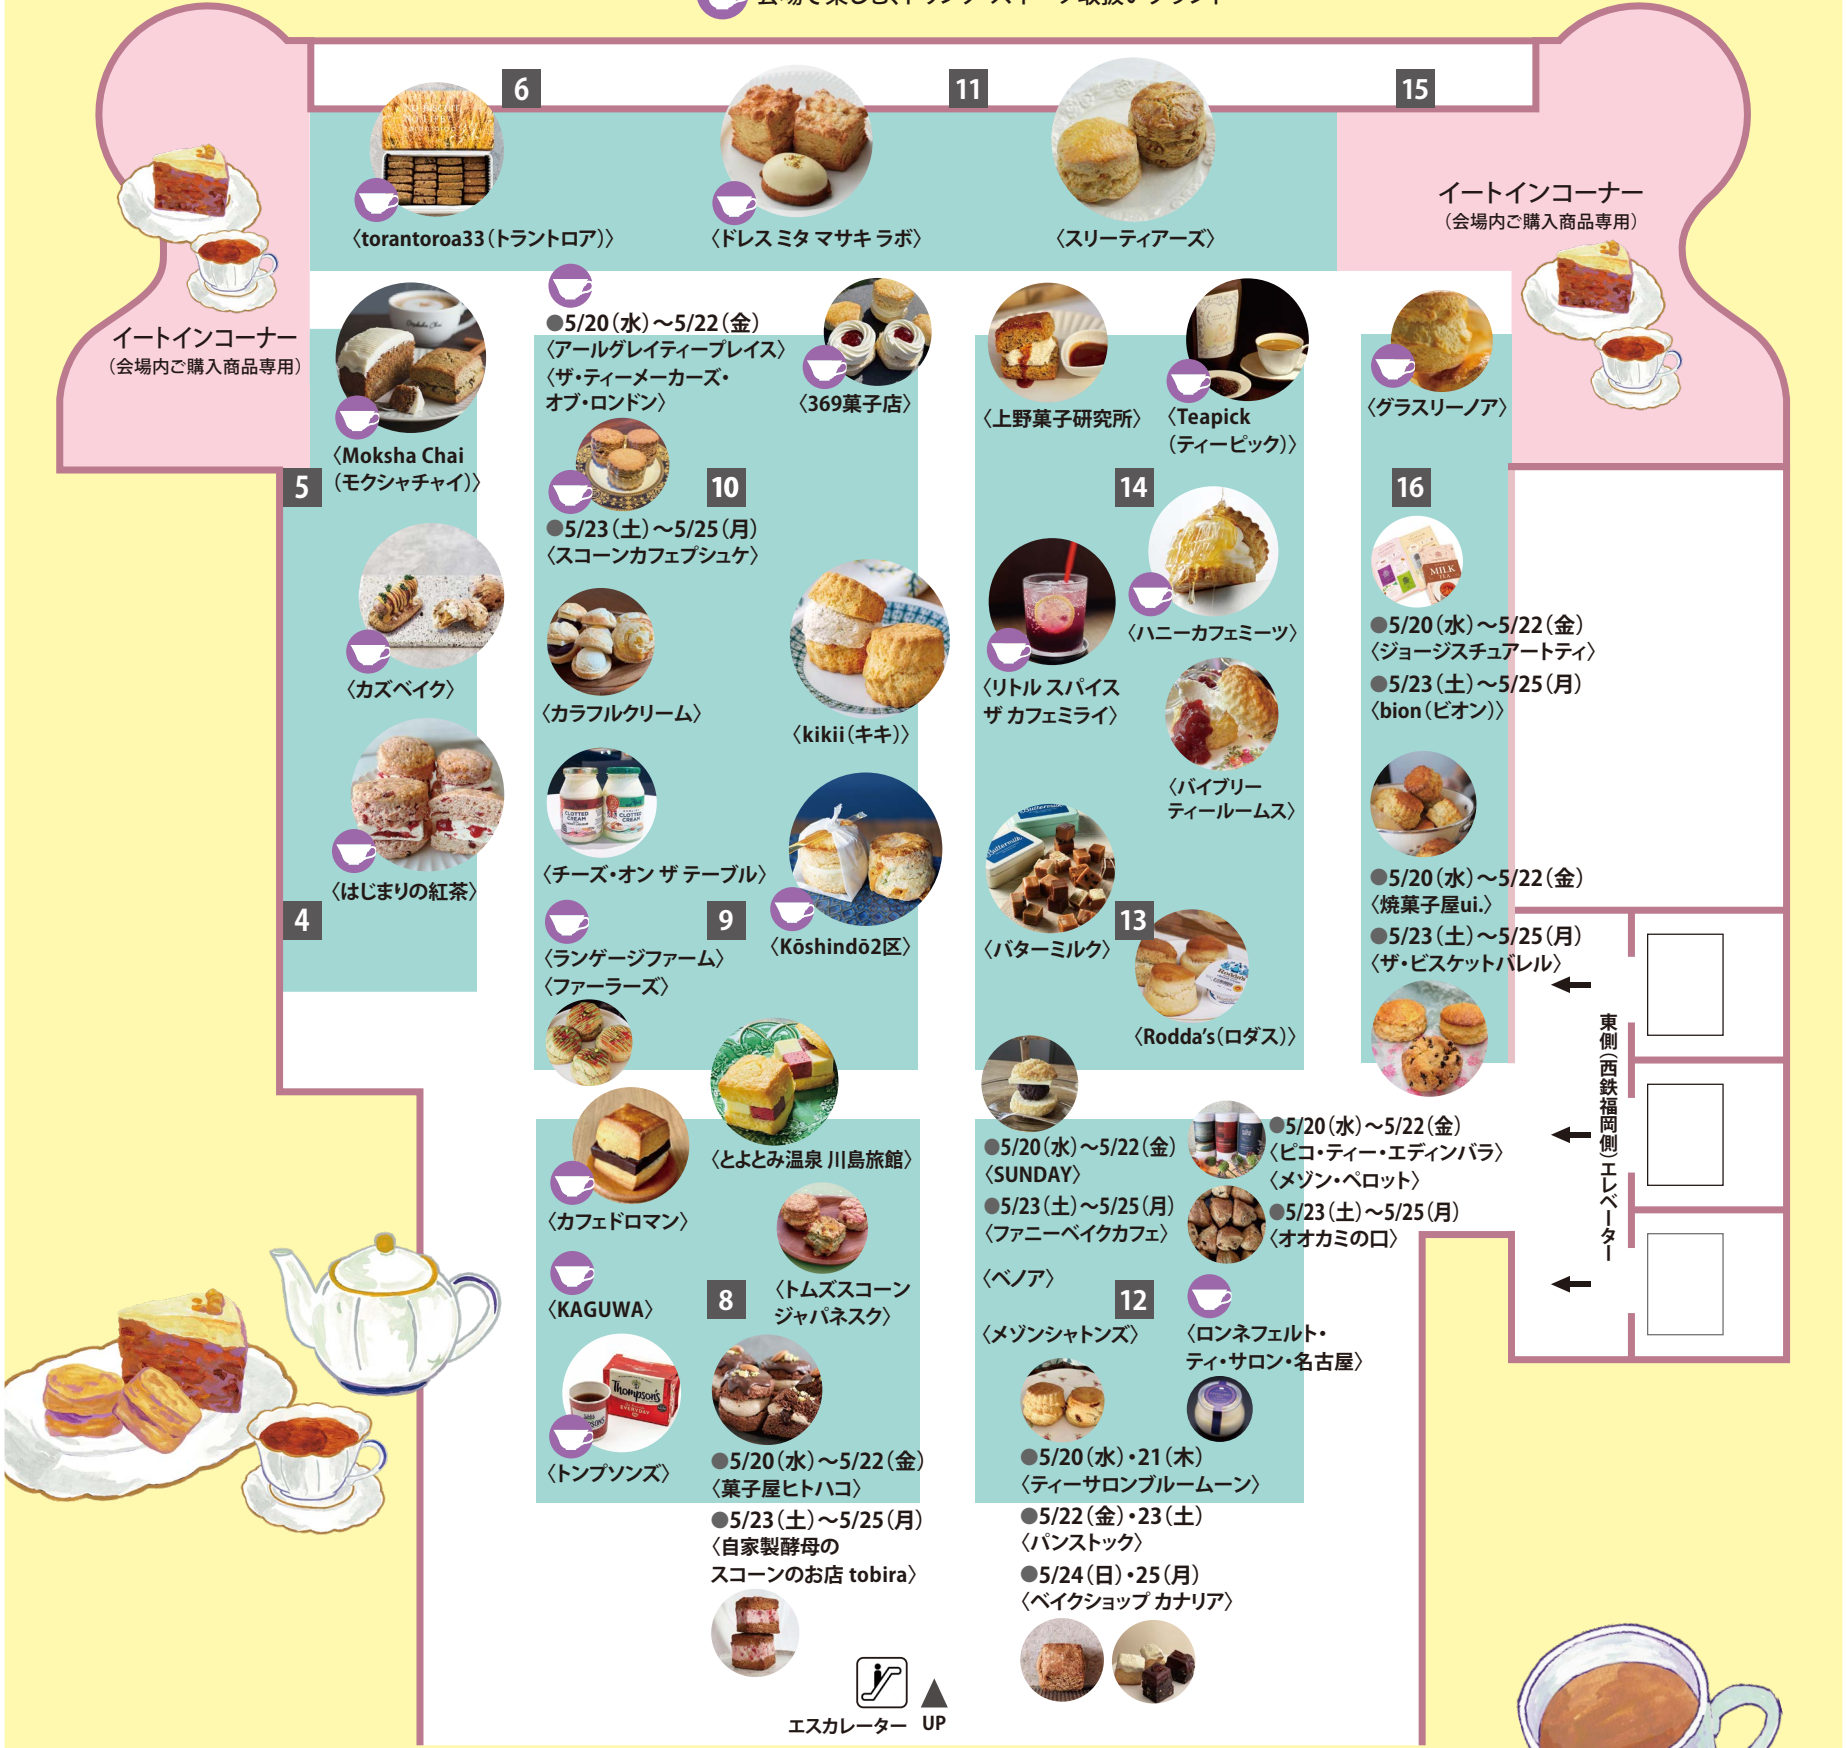 6
11
15
〈torantoroa33（トラントロア）〉
〈ドレス ミタ マサキ ラボ〉
〈スリーティアーズ〉
イートインコーナー
（会場内ご購入商品専用）
イートインコーナー
（会場内ご購入商品専用）
〈Moksha Chai
（モクシャチャイ）〉
5
〈カズベイク〉
〈はじまりの紅茶〉
4
●5/20（水）〜5/22（金）
〈アールグレイティープレイス〉
〈ザ・ティーメーカーズ・
オブ・ロンドン〉
〈369菓子店〉
10
●5/23（土）〜5/25（月）
〈スコーンカフェプシュケ〉
〈カラフルクリーム〉
〈kikii（キキ）〉
CLOTTED
CREAM
CLOTTED
CREAM
〈チーズ・オン ザ テーブル〉
9
〈Kōshindō2区〉
〈ランゲージファーム〉
〈ファーラーズ〉
〈上野菓子研究所〉
〈Teapick
（ティーピック）〉
14
〈ハニーカフェミーツ〉
〈リトル スパイス
ザ カフェミライ〉
〈バイブリー
ティールームス〉
Buttermilk
Buttermilk
〈バターミルク〉
13
Rodda's
〈Rodda's（ロダス）〉
〈グラスリーノア〉
16
MILK
TEA
●5/20（水）〜5/22（金）
〈ジョージスチュアートティ〉
●5/23（土）〜5/25（月）
〈bion（ビオン）〉
●5/20（水）〜5/22（金）
〈焼菓子屋ui.〉
●5/23（土）〜5/25（月）
〈ザ・ビスケットバレル〉
東側（西鉄福岡側）エレベーター
〈とよとみ温泉 川島旅館〉
〈カフェドロマン〉
〈KAGUWA〉
8
〈トムズスコーン
ジャパネスク〉
Thompson's
EVERYDAY
〈トンプソンズ〉
●5/20（水）〜5/22（金）
〈菓子屋ヒトハコ〉
●5/23（土）〜5/25（月）
〈自家製酵母の
スコーンのお店 tobira〉
●5/20（水）〜5/22（金）
〈SUNDAY〉
●5/23（土）〜5/25（月）
〈ファニーベイクカフェ〉
●5/20（水）〜5/22（金）
〈ピコ・ティー・エディンバラ〉
〈メゾン・ペロット〉
●5/23（土）〜5/25（月）
〈オオカミの口〉
〈ベノア〉
12
〈メゾンシャトンズ〉
〈ロンネフェルト・
ティ・サロン・名古屋〉
●5/20（水）・21（木）
〈ティーサロンブルームーン〉
●5/22（金）・23（土）
〈パンストック〉
●5/24（日）・25（月）
〈ベイクショップ カナリア〉
エスカレーター UP